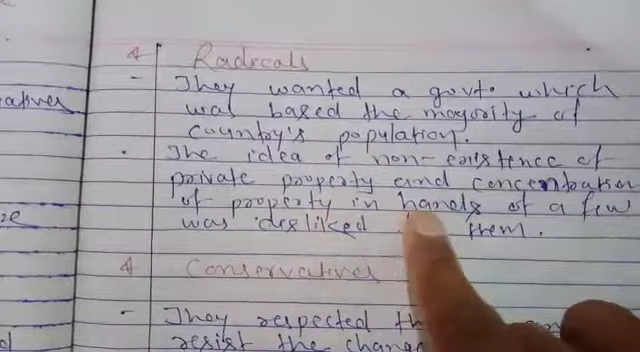 Radicals
- They wanted a govt. which
was based the majority of
country's population.
. The idea of non-existence of
private property and concentration
of property in hands of a few
was disliked them.
Conservatives
- They respected the
resist the change